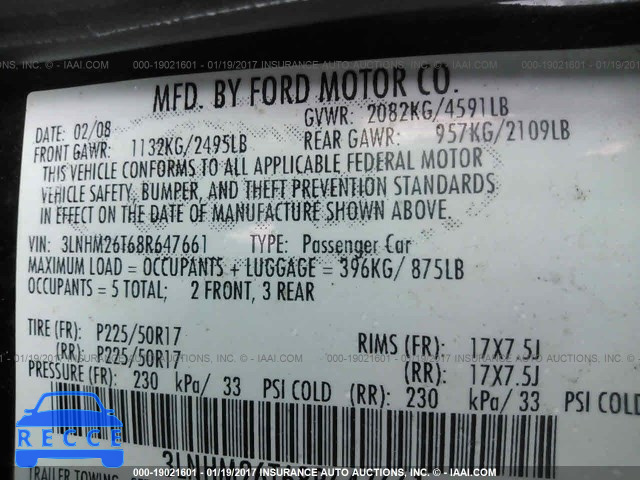 000-19021601 - 01/19/2017 INSURANCE AUTO AUCTIONS, INC. - IAAI.COM
MFD. BY FORD MOTOR CO.
DATE: 02/08 GVWR: 2082KG/4591LB
FRONT GAWR: 1132KG/2495LB REAR GAWR: 957KG/2109LB
THIS VEHICLE CONFORMS TO ALL APPLICABLE FEDERAL MOTOR
VEHICLE SAFETY, BUMPER, AND THEFT PREVENTION STANDARDS
IN EFFECT ON THE DATE OF MANUFACTURE SHOWN ABOVE.
VIN: 3LNHM26T68R647661 TYPE: Passenger Car
MAXIMUM LOAD = OCCUPANTS + LUGGAGE = 396KG/ 875LB
OCCUPANTS = 5 TOTAL; 2 FRONT, 3 REAR
TIRE (FR): P225/50R17 RIMS (FR): 17X7.5J
(RR): P225/50R17 (RR): 17X7.5J
PRESSURE (FR): 230 kPa/ 33 PSI COLD (RR): 230 kPa/ 33 PSI COLD
TRAILER TOWING
000-19021601 - 01/19/2017 INSURANCE AUTO AUCTIONS, INC. - IAAI.COM
AUTO
RECORDS